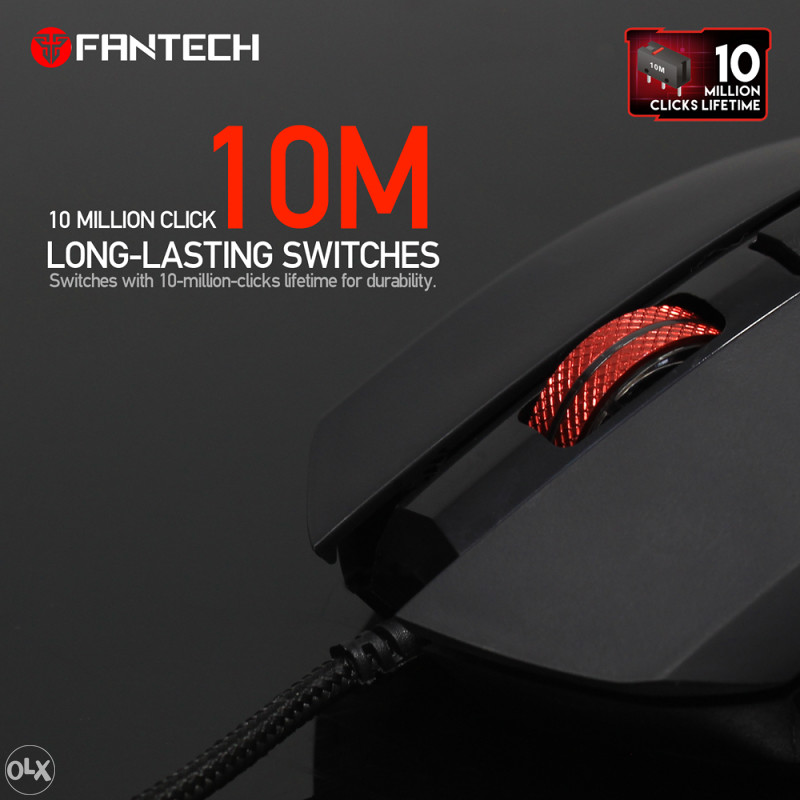 FANTECH
10M
10
MILLION
CLICKS LIFETIME
10 MILLION CLICK 10M
LONG-LASTING SWITCHES
Switches with 10-million-clicks lifetime for durability.
OLX